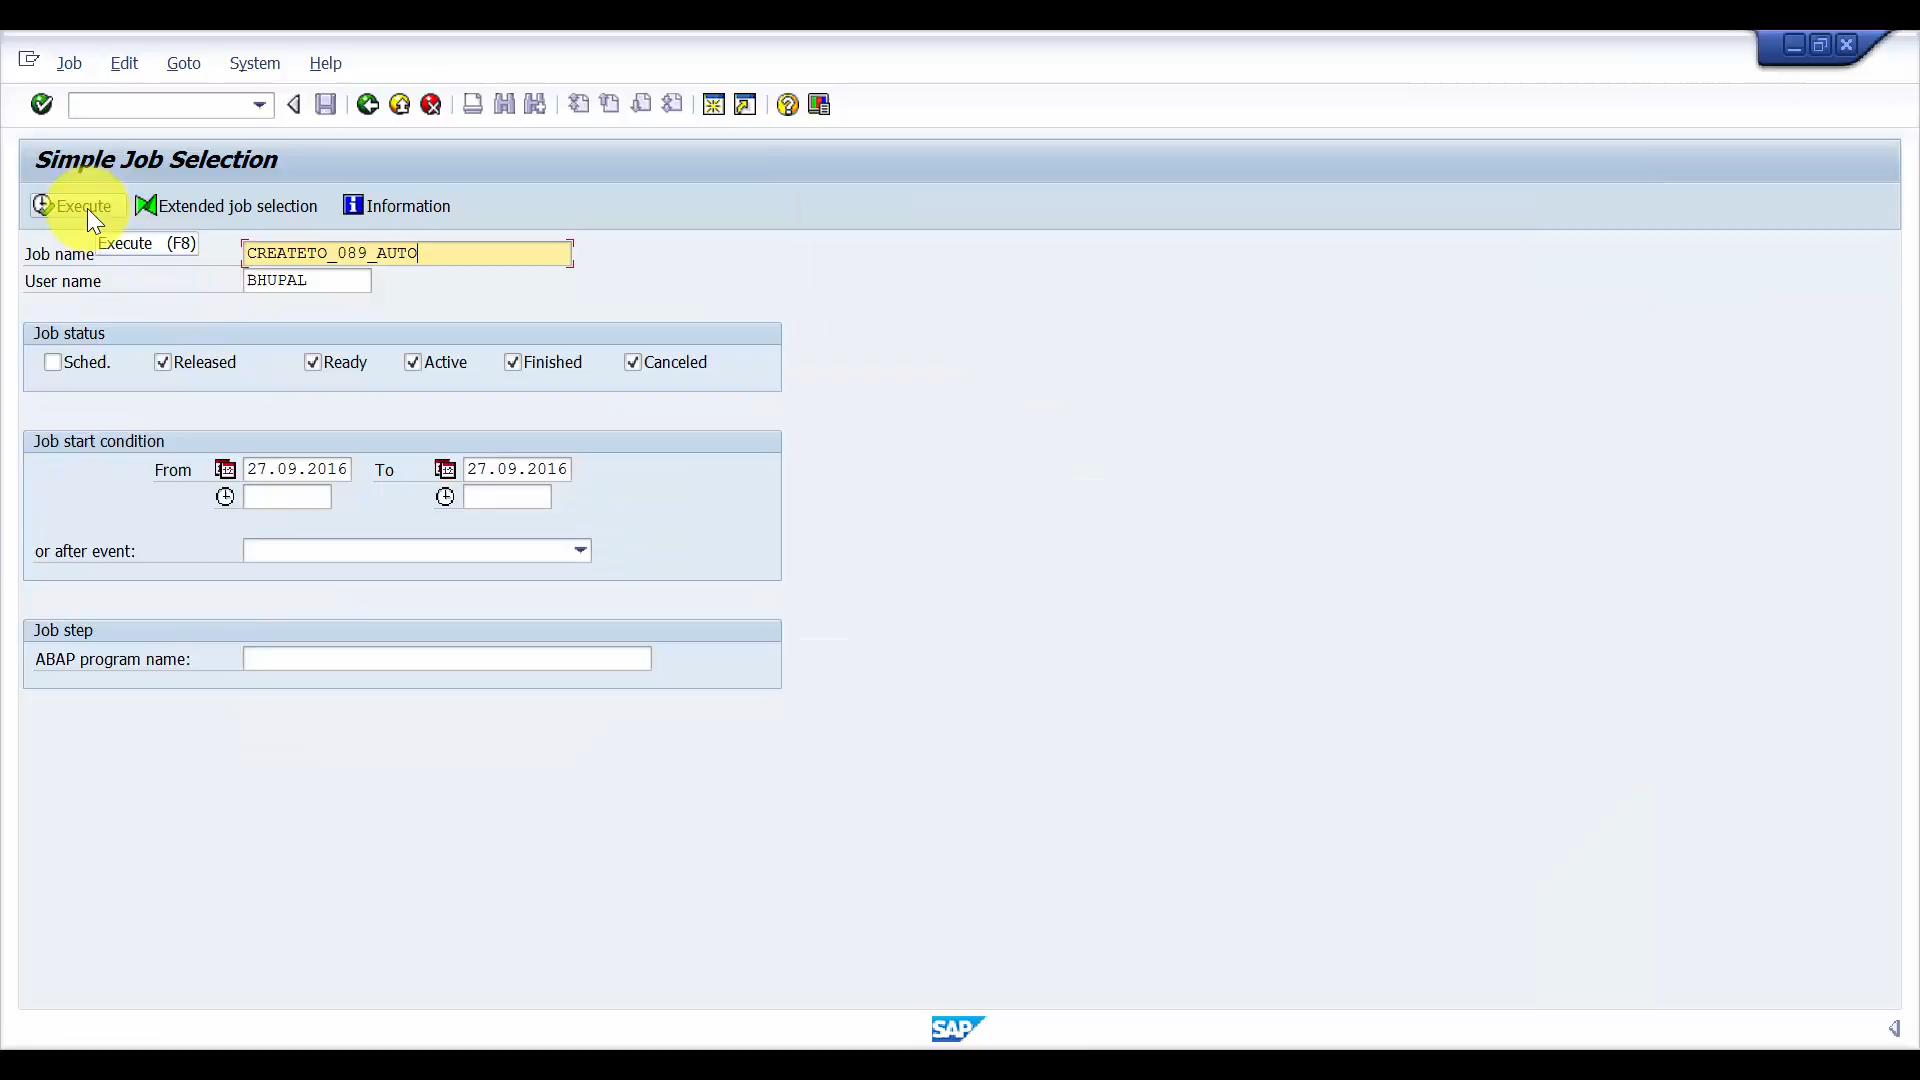 Job Edit Goto System Help
Simple Job Selection
Execute Extended job selection Information
Execute (F8)
Job name CREATETO_089_AUTO
User name BHUPAL
Job status
Sched. Released Ready Active Finished Canceled
Job start condition
From 27.09.2016 To 27.09.2016
or after event:
Job step
ABAP program name:
SAP